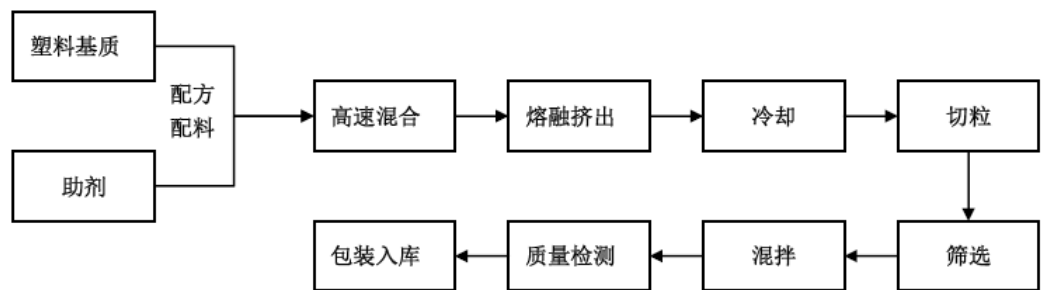 塑料基质
配方
配料
助剂
高速混合
熔融挤出
冷却
切粒
筛选
混拌
质量检测
包装入库